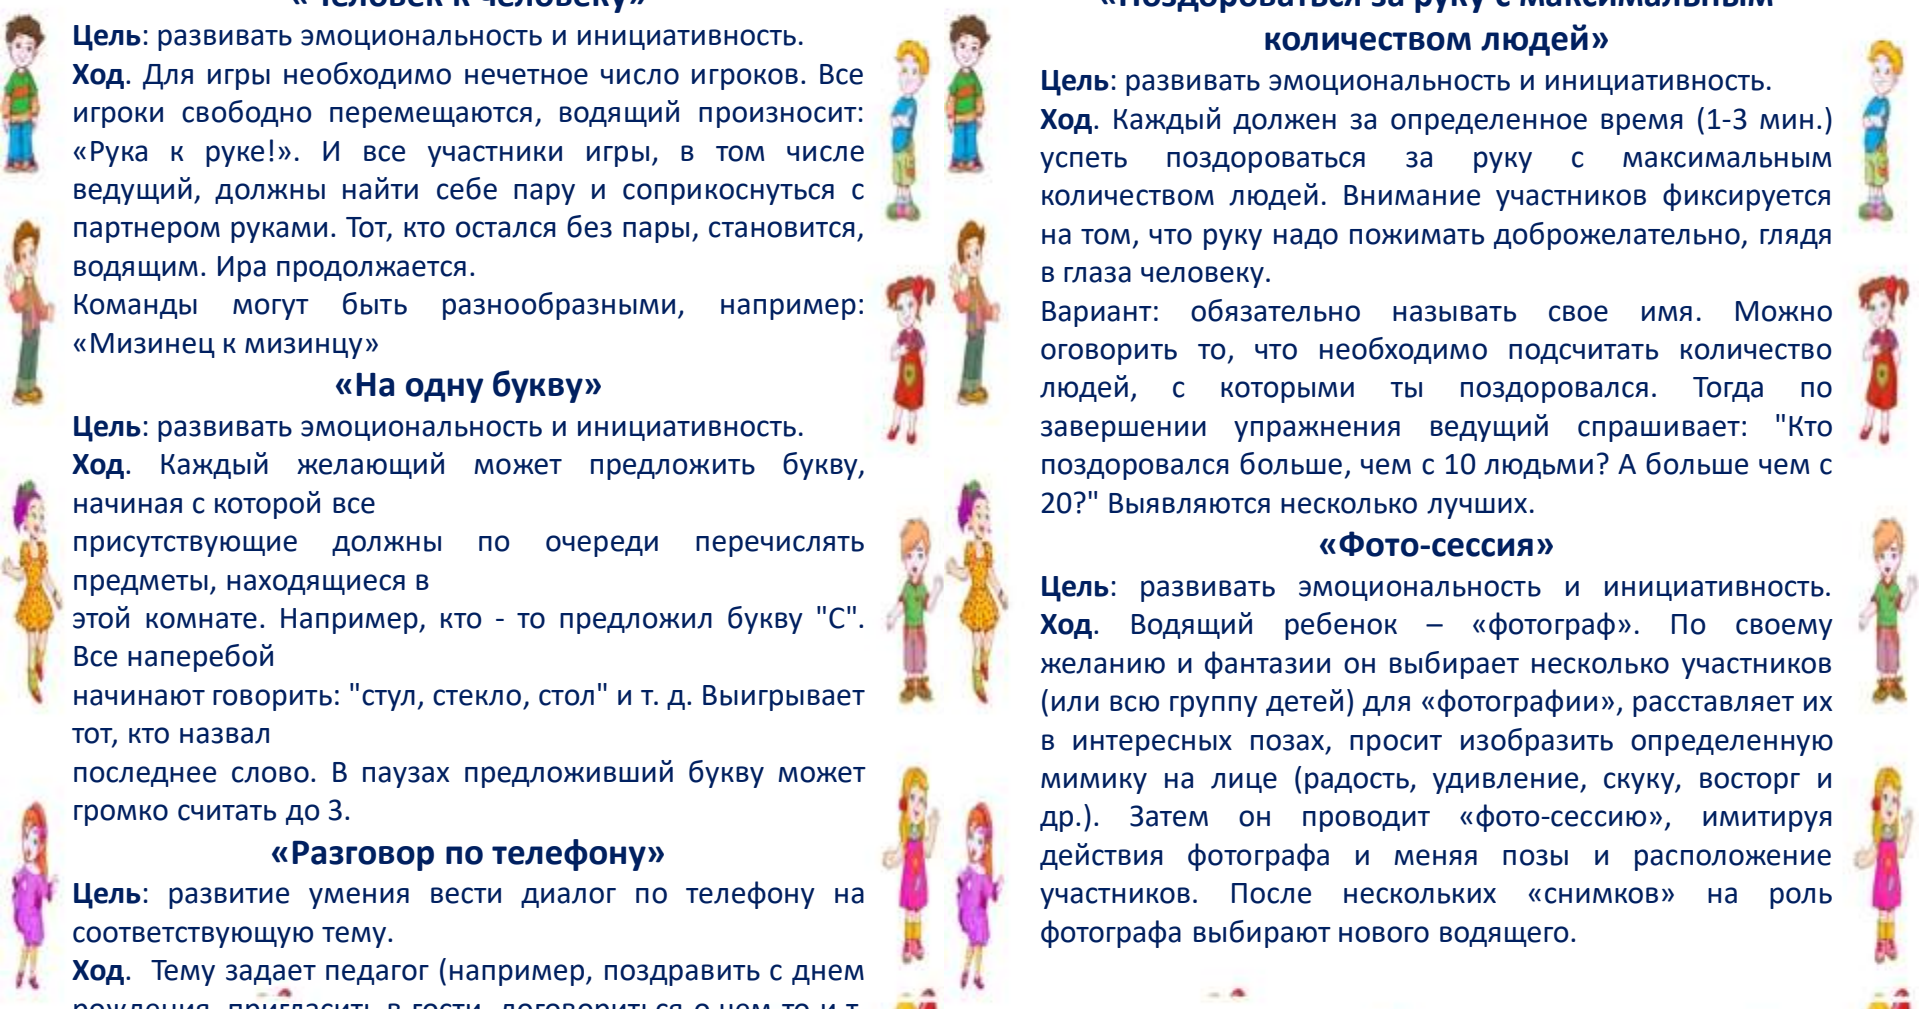 «Человек к человеку»
Цель: развивать эмоциональность и инициативность.
Ход. Для игры необходимо нечетное число игроков. Все
игроки свободно перемещаются, водящий произносит:
«Рука к руке!». И все участники игры, в том числе
ведущий, должны найти себе пару и соприкоснуться с
партнером руками. Тот, кто остался без пары, становится,
водящим. Ира продолжается.
Команды могут быть разнообразными, например:
«Мизинец к мизинцу»
«На одну букву»
Цель: развивать эмоциональность и инициативность.
Ход. Каждый желающий может предложить букву,
начиная с которой все
присутствующие должны по очереди перечислять
предметы, находящиеся в
этой комнате. Например, кто - то предложил букву "С".
Все наперебой
начинают говорить: "стул, стекло, стол" и т. д. Выигрывает
тот, кто назвал
последнее слово. В паузах предложивший букву может
громко считать до 3.
«Разговор по телефону»
Цель: развитие умения вести диалог по телефону на
соответствующую тему.
Ход. Тему задает педагог (например, поздравить с днем
рождения, пригласить в гости, договориться о чем-то и т.
«Поздороваться за руку с максимальным
количеством людей»
Цель: развивать эмоциональность и инициативность.
Ход. Каждый должен за определенное время (1-3 мин.)
успеть поздороваться за руку с максимальным
количеством людей. Внимание участников фиксируется
на том, что руку надо пожимать доброжелательно, глядя
в глаза человеку.
Вариант: обязательно называть свое имя. Можно
оговорить то, что необходимо подсчитать количество
людей, с которыми ты поздоровался. Тогда по
завершении упражнения ведущий спрашивает: "Кто
поздоровался больше, чем с 10 людьми? А больше чем с
20?" Выявляются несколько лучших.
«Фото-сессия»
Цель: развивать эмоциональность и инициативность.
Ход. Водящий ребенок – «фотограф». По своему
желанию и фантазии он выбирает несколько участников
(или всю группу детей) для «фотографии», расставляет их
в интересных позах, просит изобразить определенную
мимику на лице (радость, удивление, скуку, восторг и
др.). Затем он проводит «фото-сессию», имитируя
действия фотографа и меняя позы и расположение
участников. После нескольких «снимков» на роль
фотографа выбирают нового водящего.